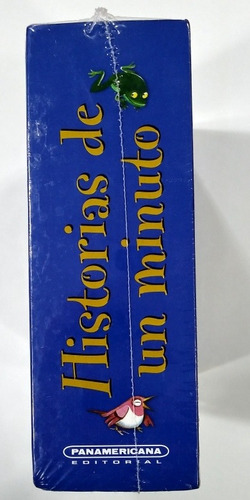 Historias de
un minuto
PANAMERICANA
EDITORIAL